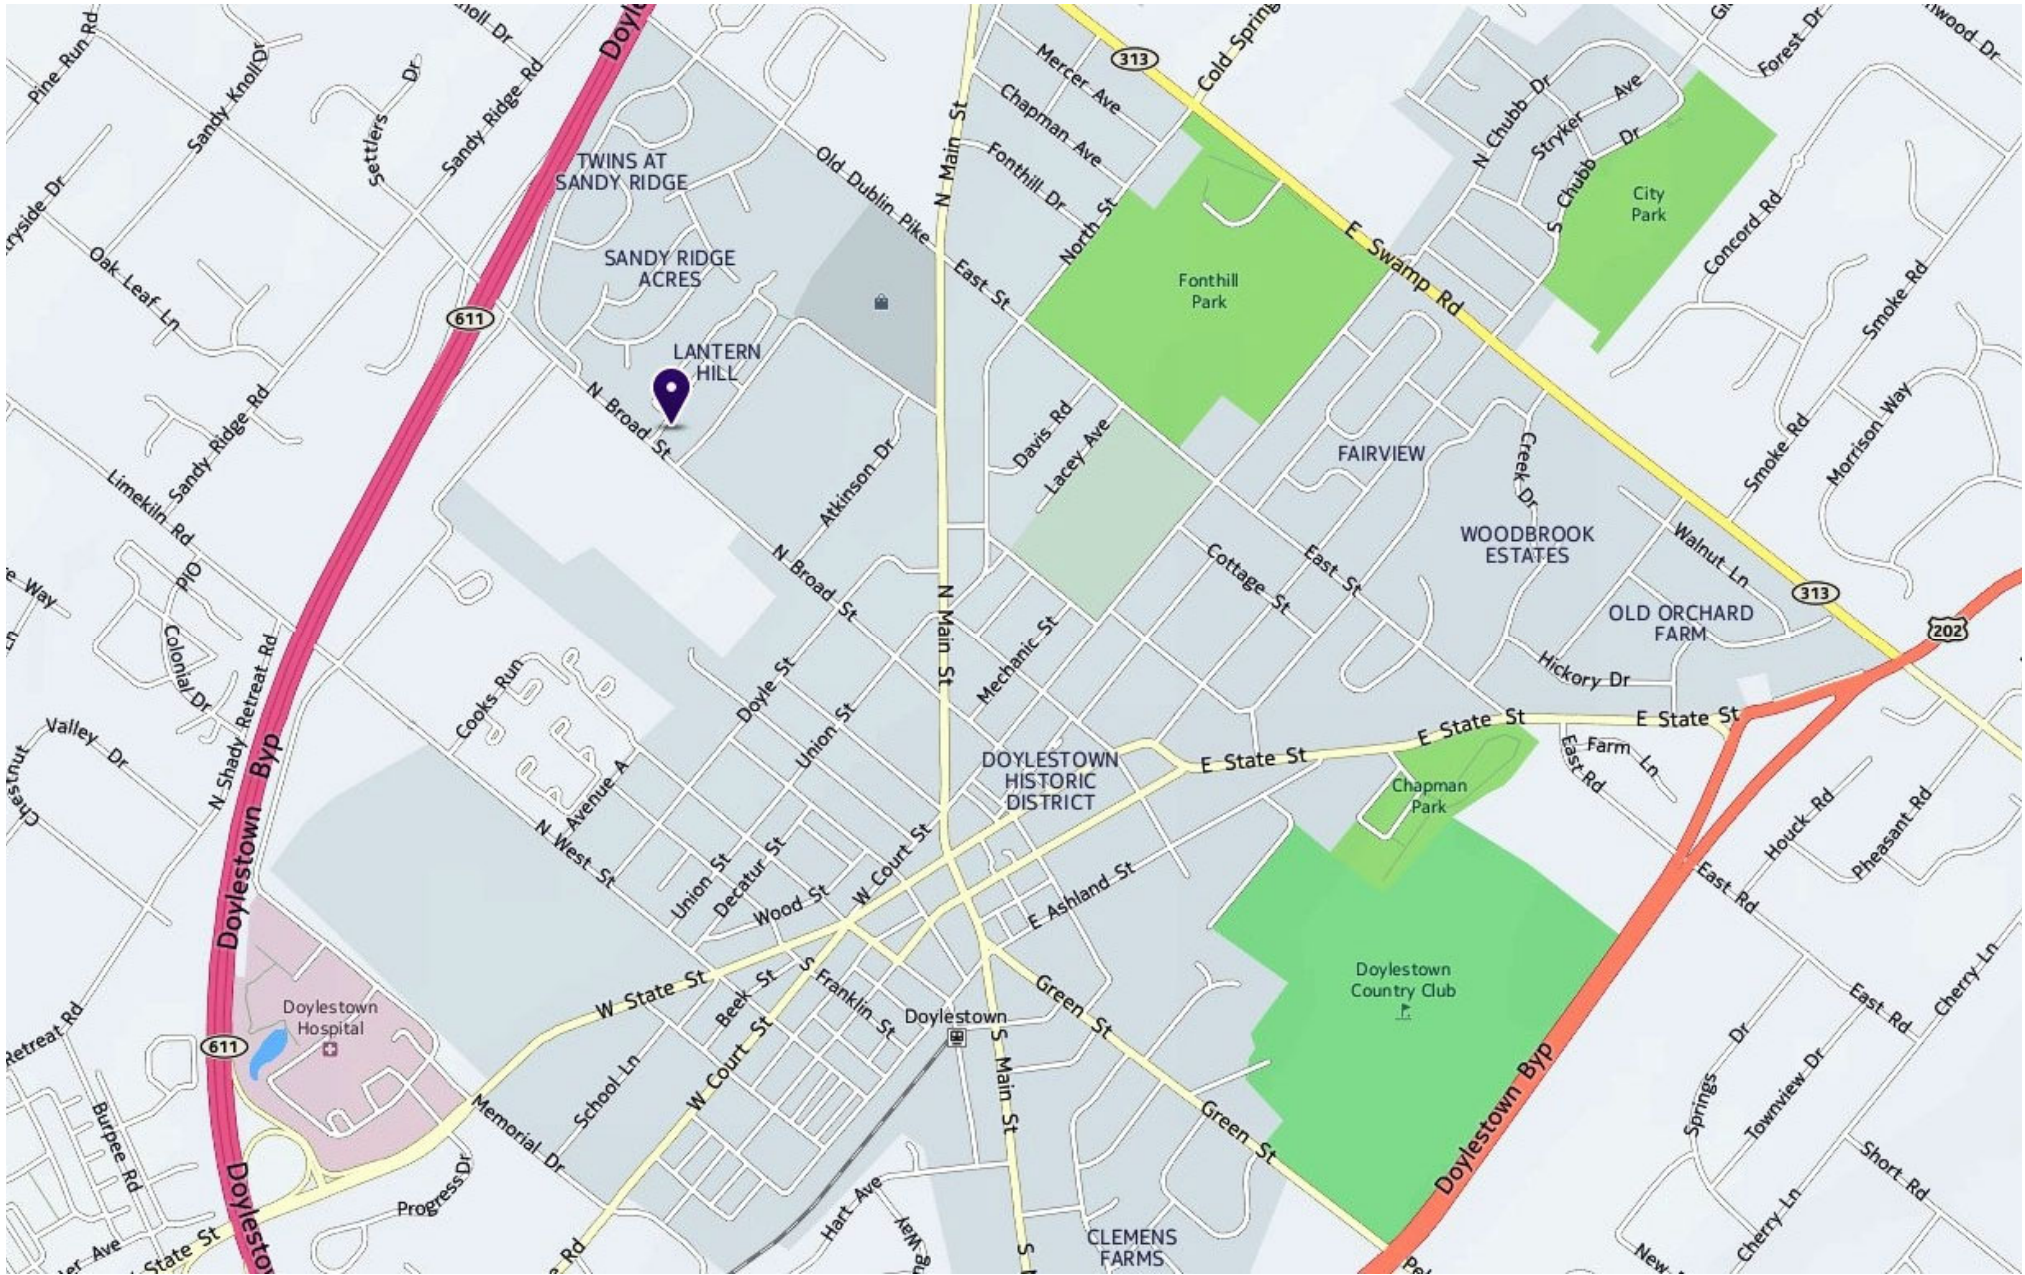 Pine Run Rd
Sandy Knoll Dr
Settlers Dr
Sandy Ridge Rd
Oak Leaf Ln
Sandy Ridge Rd
Limekiln Rd
611
TWINS AT
SANDY RIDGE
SANDY RIDGE
ACRES
LANTERN
HILL
N Broad St
Old Dublin Pike
N Main St
Mercer Ave
Chapman Ave
Fonthill Dr
North St
East St
313
Cold Spring
Fonthill
Park
E Swamp Rd
N Chubb Dr
Stryker Ave
S Chubb Dr
City
Park
Forest Dr
Concord Rd
Smoke Rd
Smoke Rd
Morrison Way
Davis Rd
Lacey Ave
Atkinson Dr
N Broad St
FAIRVIEW
Creek Dr
WOODBROOK
ESTATES
Walnut Ln
OLD ORCHARD
FARM
313
202
Hickory Dr
Cottage St
East St
N Main St
Mechanic St
Doyle St
Union St
Cooks Run
Avenue A
N West St
Old
Colonial Dr
N Shady Retreat Rd
Valley Dr
Chestnut
Doylestown Byp
DOYLESTOWN
HISTORIC
DISTRICT
E State St
E State St
E State St
Farm Ln
East Rd
Chapman
Park
Houck Rd
Pheasant Rd
East Rd
Union St
Decatur St
Wood St
W Court St
E Ashland St
Doylestown
Country Club
East Rd
Cherry Ln
W State St
Beek St
S Franklin St
Doylestown
Green St
Doylestown
Hospital
611
Retreat Rd
Burpee Rd
School Ln
W Court St
S Main St
Green St
Doylestown Byp
Springs Dr
Townview Dr
Short Rd
Cherry Ln
Memorial Dr
Progress Dr
Hart Ave
Way
CLEMENS
FARMS
State St